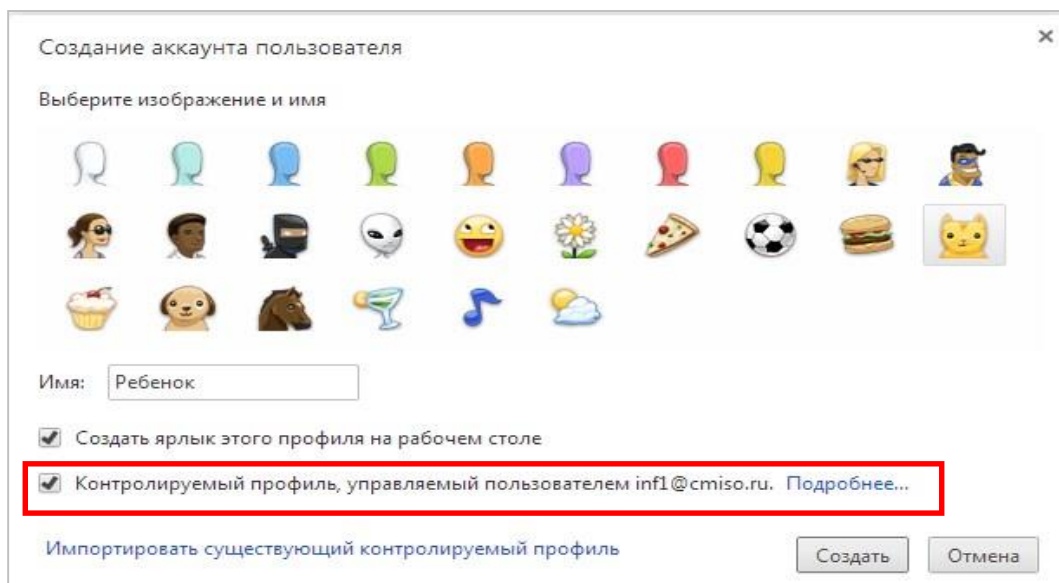 Создание аккаунта пользователя
×
Выберите изображение и имя
Имя: Ребенок
Создать ярлык этого профиля на рабочем столе
Контролируемый профиль, управляемый пользователем inf1@cmiso.ru. Подробнее...
Импортировать существующий контролируемый профиль Создать Отмена